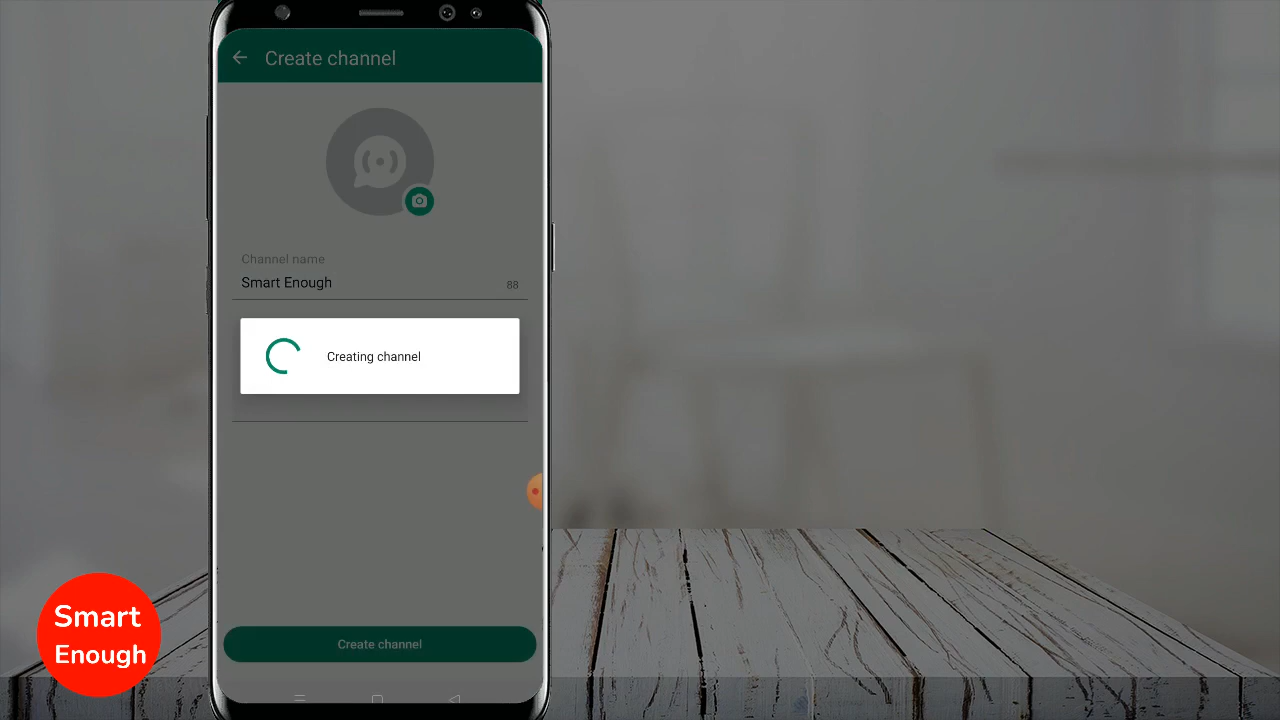 Create channel
Channel name
Smart Enough
88
Creating channel
Create channel
Smart
Enough